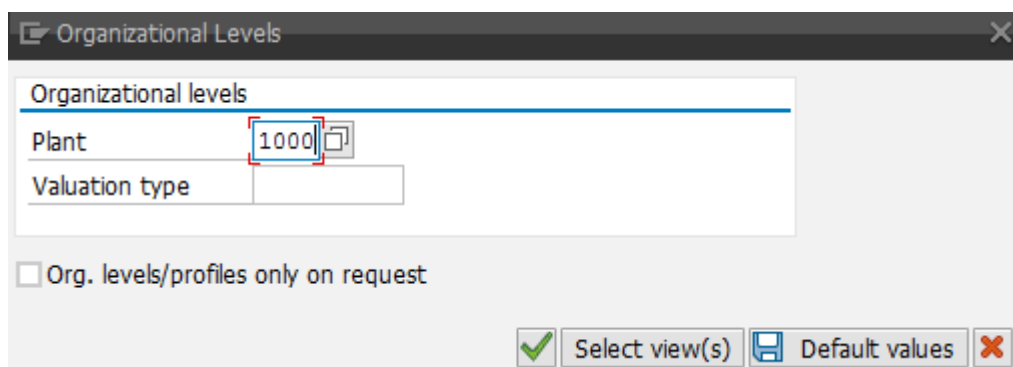 Organizational Levels
Organizational levels
Plant 1000
Valuation type
Org. levels/profiles only on request
Select view(s) Default values